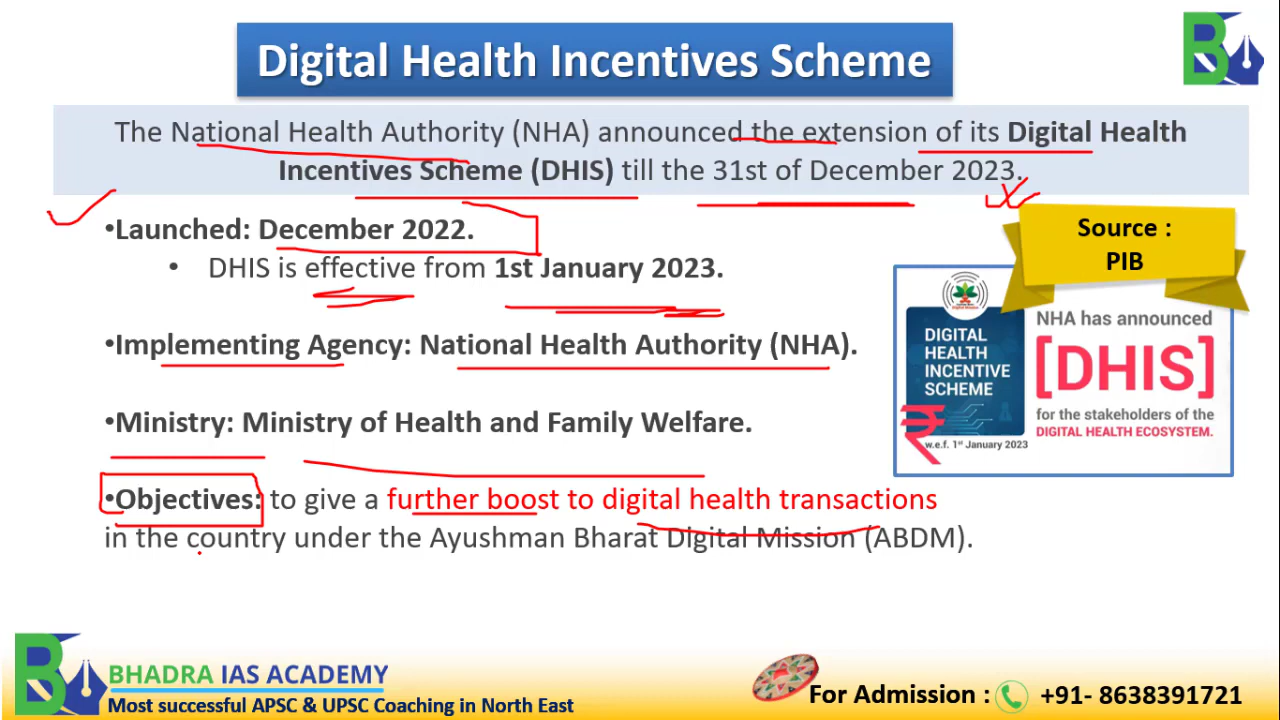 Digital Health Incentives Scheme
The National Health Authority (NHA) announced the extension of its Digital Health
Incentives Scheme (DHIS) till the 31st of December 2023.
•Launched: December 2022.
• DHIS is effective from 1st January 2023.
•Implementing Agency: National Health Authority (NHA).
•Ministry: Ministry of Health and Family Welfare.
•Objectives: to give a further boost to digital health transactions
in the country under the Ayushman Bharat Digital Mission (ABDM).
Source :
PIB
DIGITAL
HEALTH
INCENTIVE
SCHEME
₹
w.e.f. 1st January 2023
NHA has announced
[DHIS]
for the stakeholders of the
DIGITAL HEALTH ECOSYSTEM.
BHADRA IAS ACADEMY
Most successful APSC & UPSC Coaching in North East
For Admission : +91- 8638391721